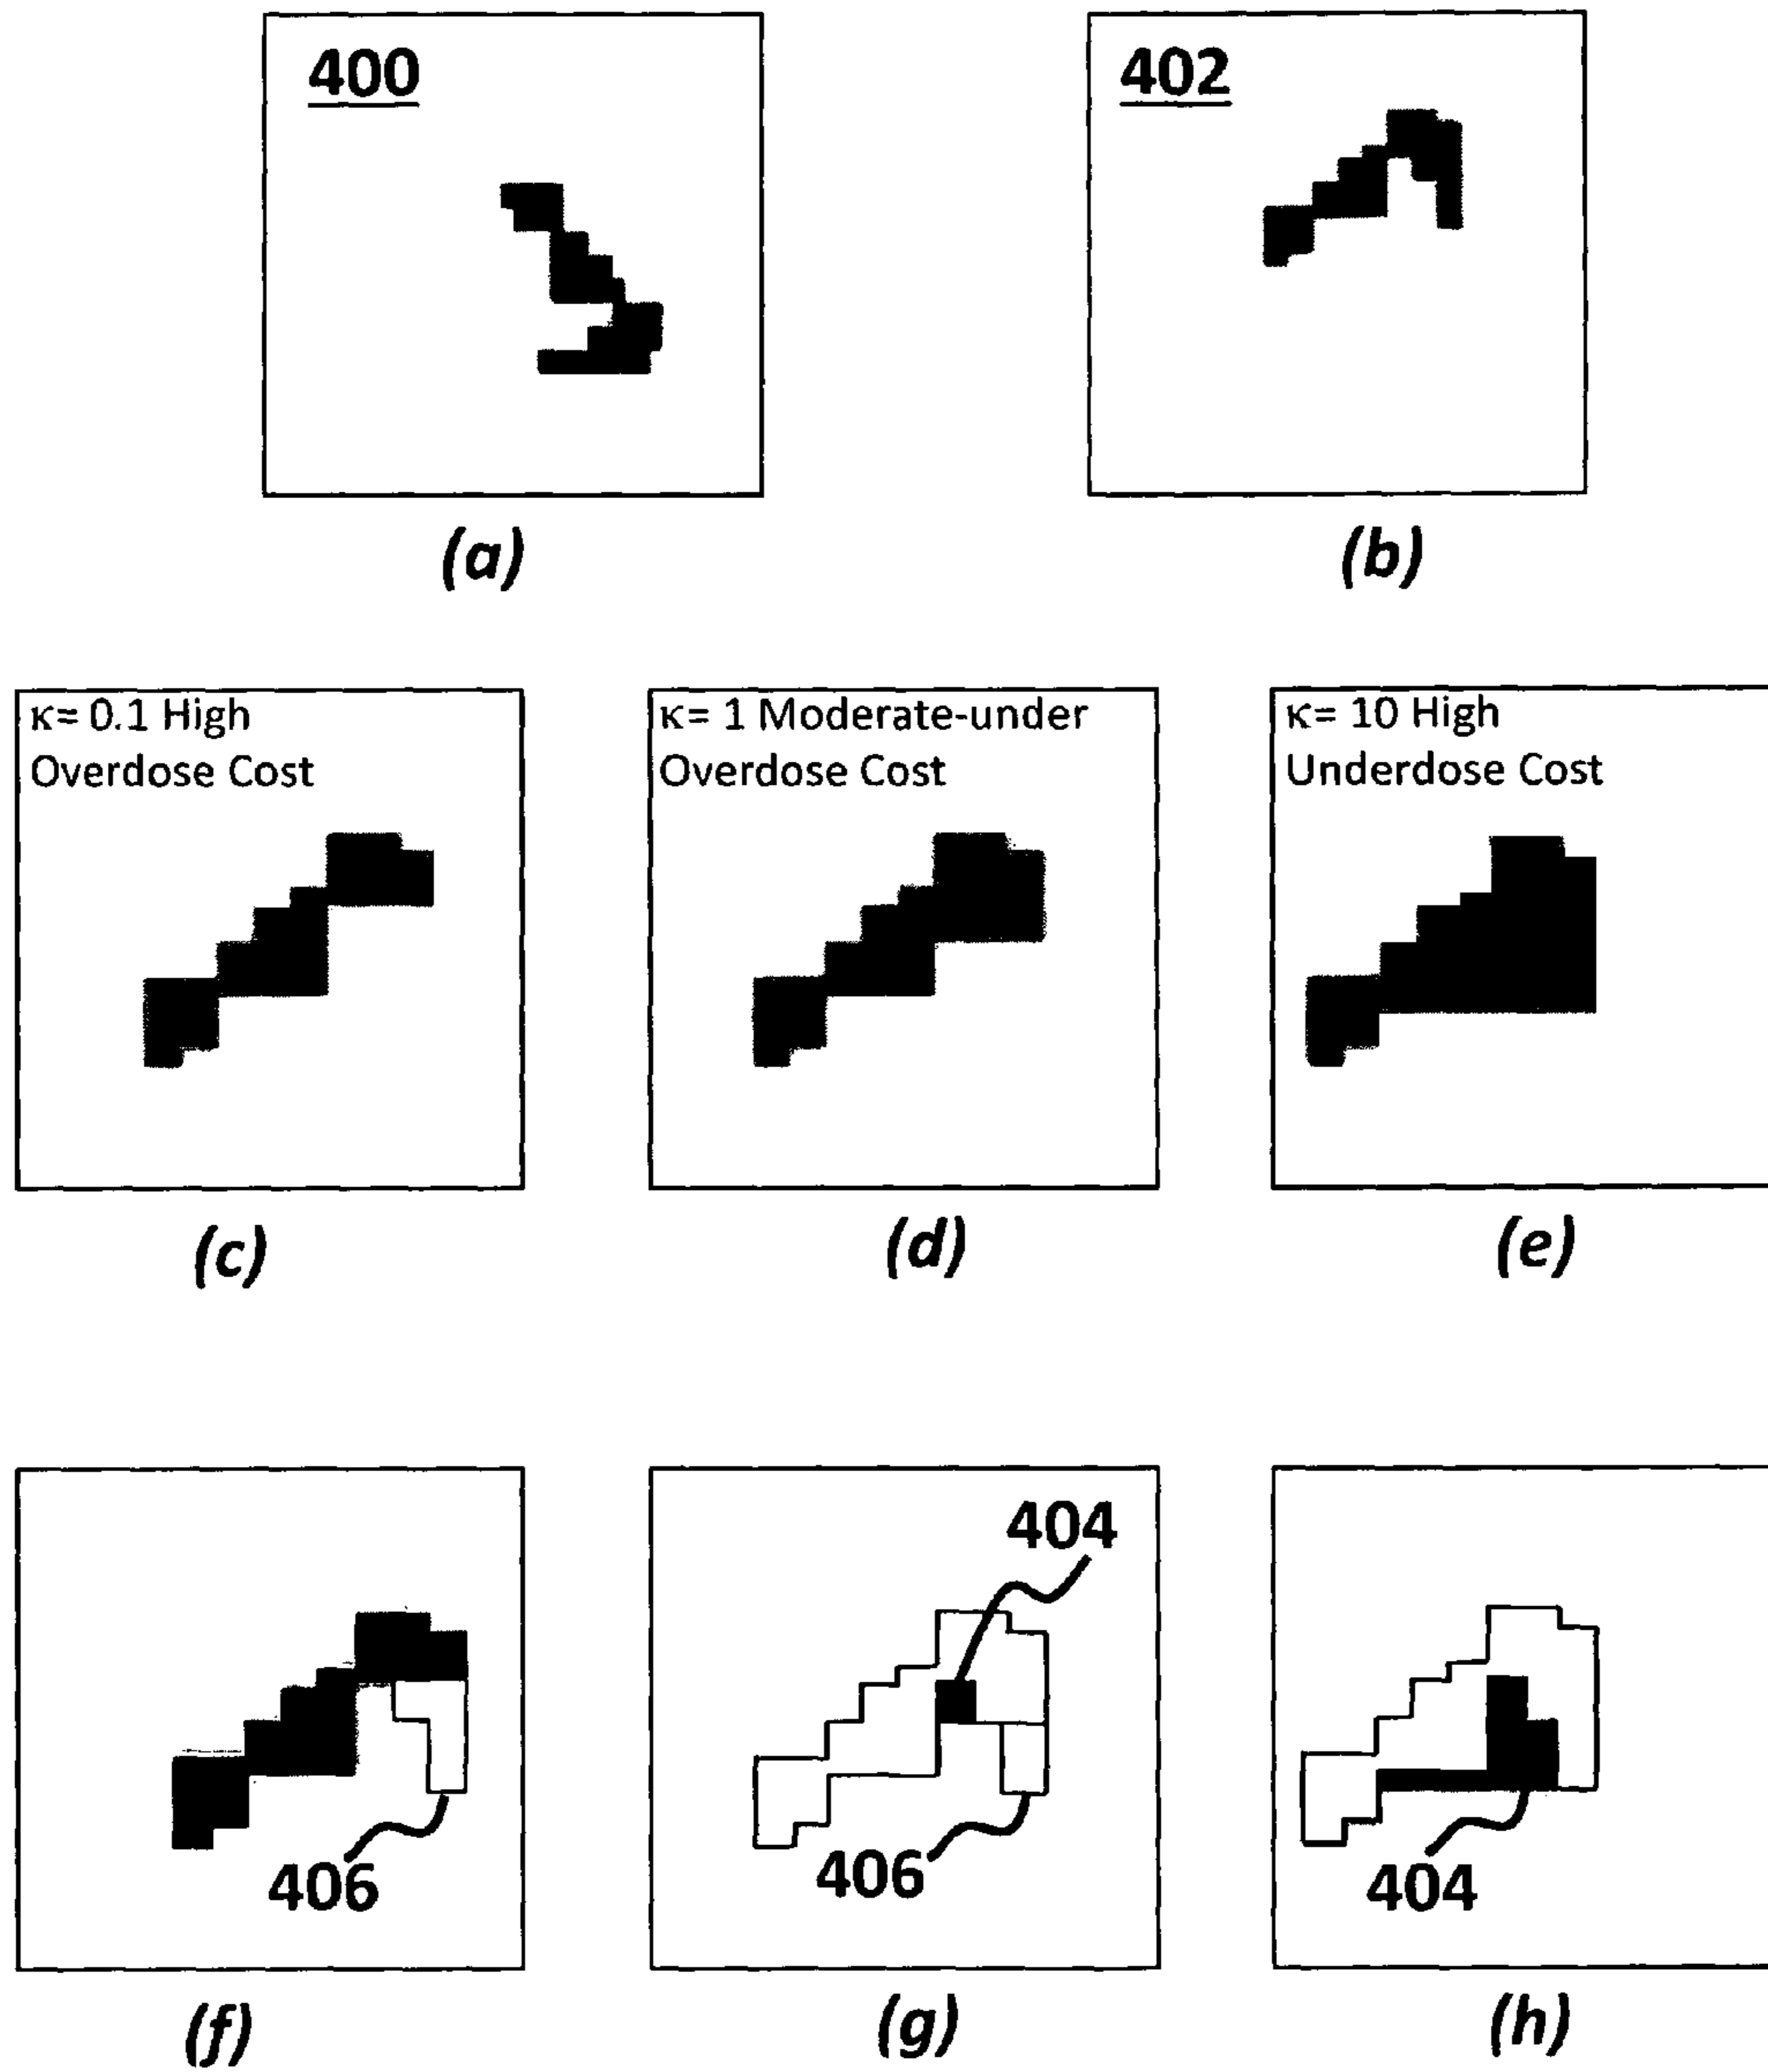 400
402
(a)
(b)
κ= 0.1 High
Overdose Cost
κ= 1 Moderate-under
Overdose Cost
κ= 10 High
Underdose Cost
(c)
(d)
(e)
404
406
406
404
(f)
(g)
(h)